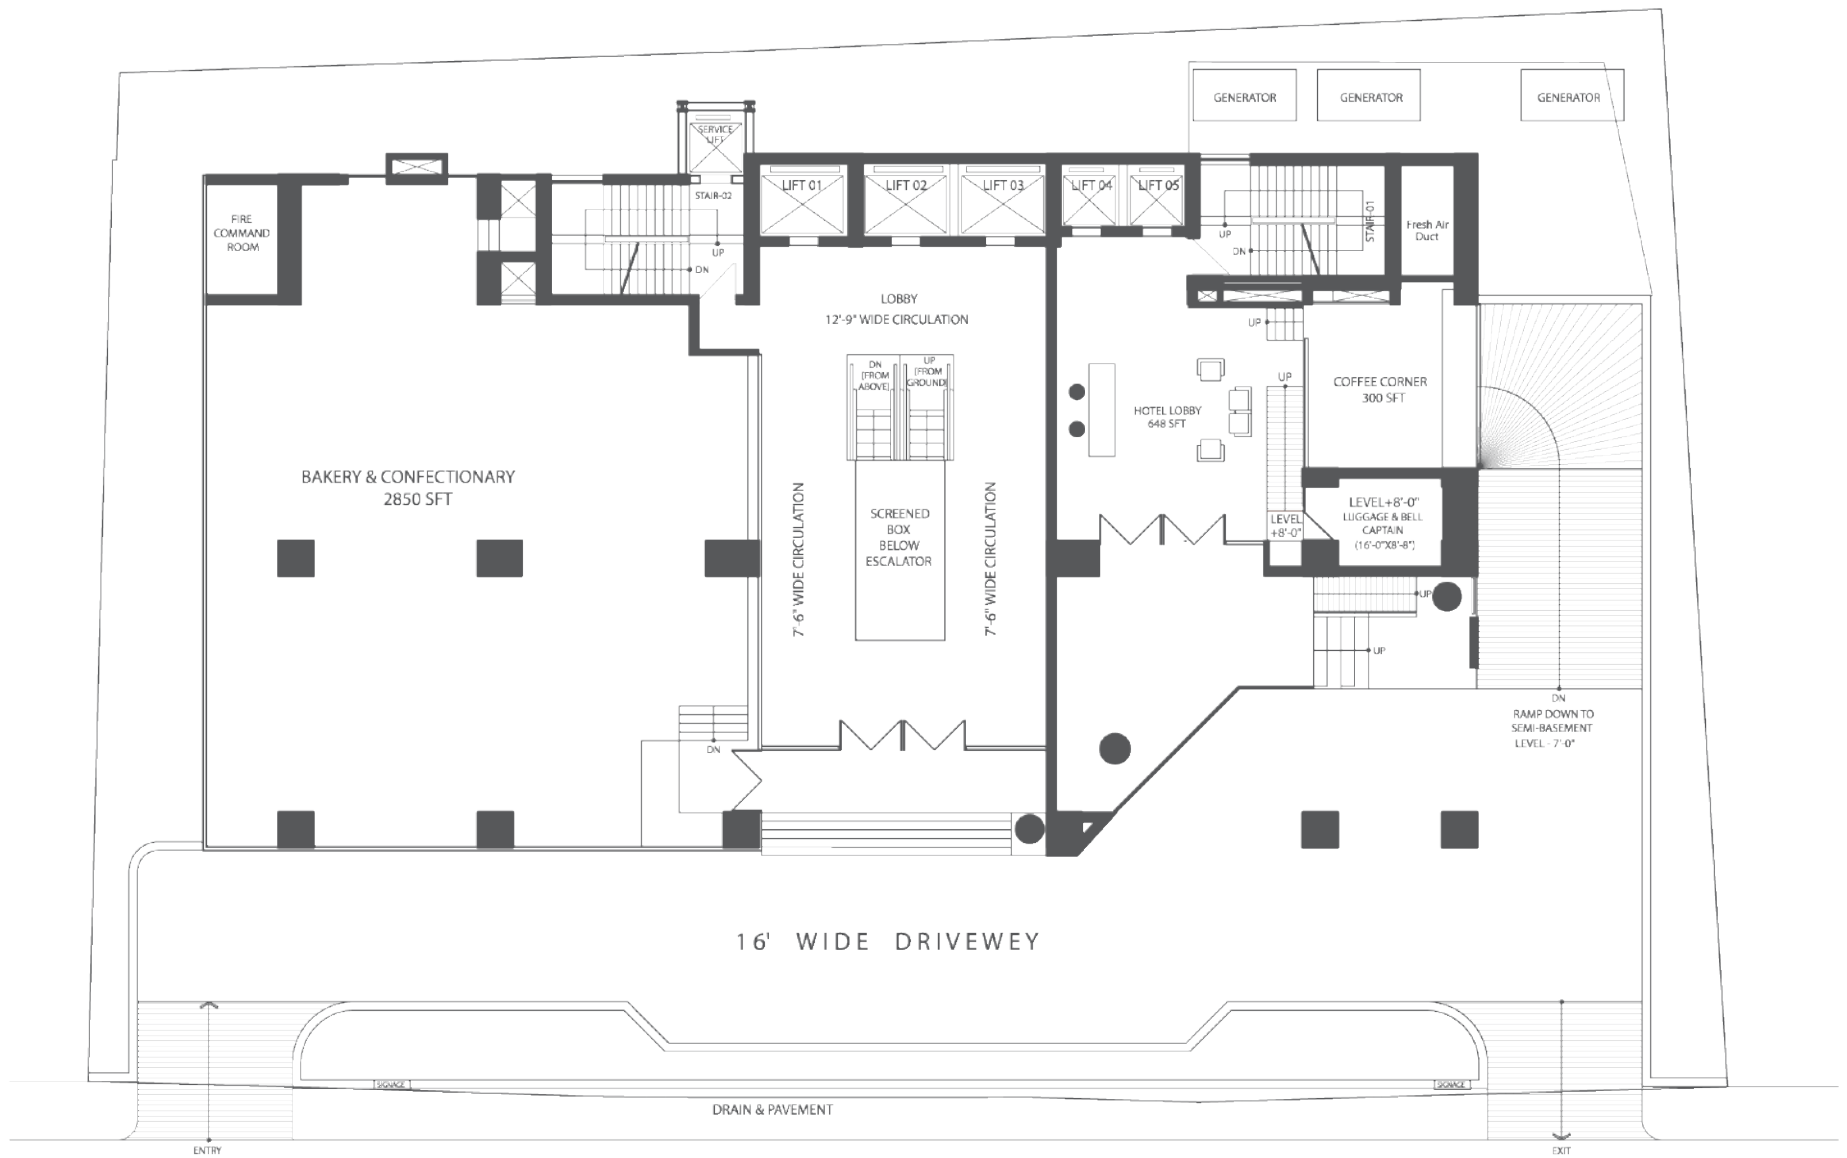 GENERATOR
GENERATOR
GENERATOR
SERVICE
LIFT
STAIR-02
LIFT 01
LIFT 02
LIFT 03
LIFT 04
LIFT 05
STAIR-01
FIRE
COMMAND
ROOM
Fresh Air
Duct
UP
DN
UP
DN
LOBBY
12'-9" WIDE CIRCULATION
UP
DN
(FROM
ABOVE)
UP
(FROM
GROUND)
UP
COFFEE CORNER
300 SFT
HOTEL LOBBY
648 SFT
BAKERY & CONFECTIONARY
2850 SFT
7'-6" WIDE CIRCULATION
SCREENED
BOX
BELOW
ESCALATOR
7'-6" WIDE CIRCULATION
LEVEL
+8'-0"
LEVEL+8'-0"
LUGGAGE & BELL
CAPTAIN
(16'-0"X8'-8")
UP
UP
DN
RAMP DOWN TO
SEMI-BASEMENT
LEVEL - 7'-0"
DN
16' WIDE DRIVEWEY
SIGNAGE
SIGNAGE
DRAIN & PAVEMENT
ENTRY
EXIT